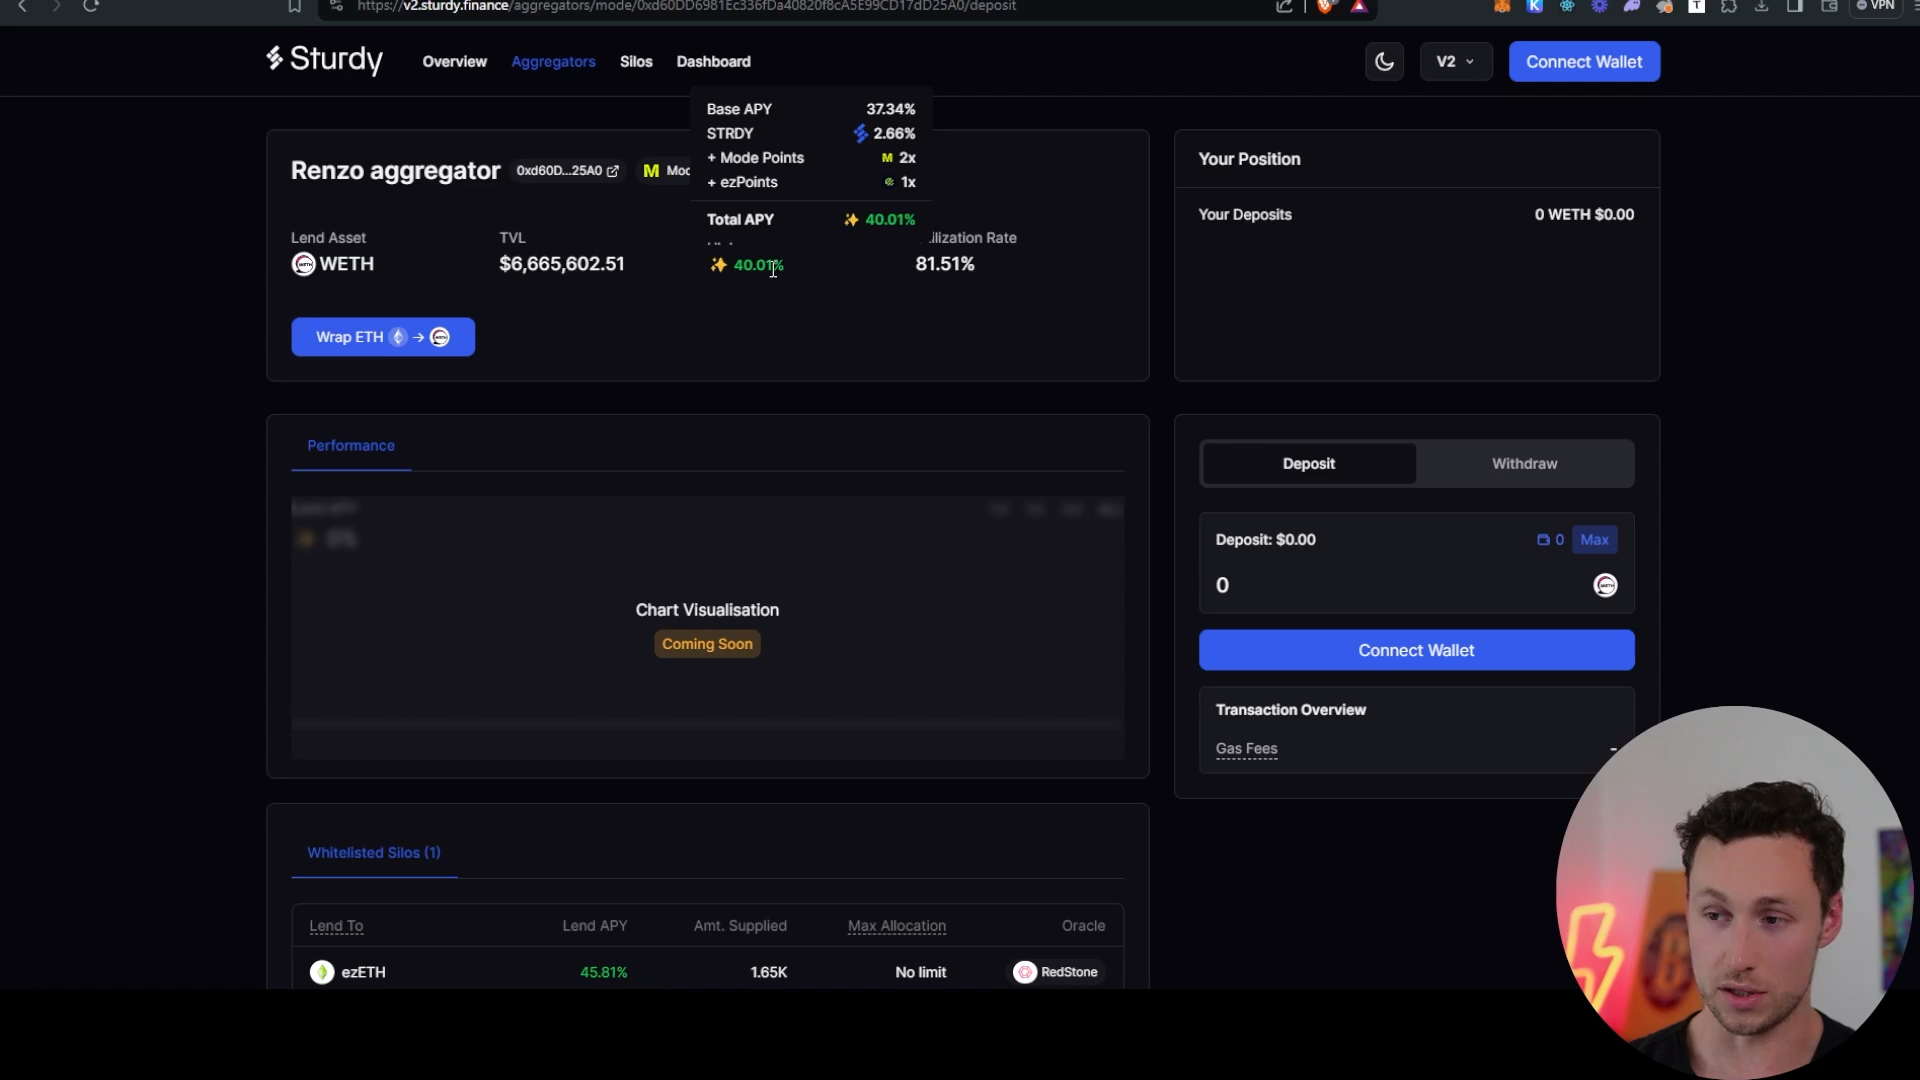 https://v2.sturdy.finance/aggregators/mode/0xd60DD6981Ec336fDa40820f8cA5E99CD17dD25A0/deposit
VPN
Sturdy
Overview
Aggregators
Silos
Dashboard
V2
Connect Wallet
Base APY 37.34%
STRDY 2.66%
+ Mode Points M 2x
+ ezPoints 1x
Total APY 40.01%
Renzo aggregator 0xd60D...25A0
M
Lend Asset
WETH
TVL
$6,665,602.51
40.01%
81.51%
Wrap ETH → 
Your Position
Your Deposits 0 WETH $0.00
Performance
Chart Visualisation
Coming Soon
Deposit
Withdraw
Deposit: $0.00 0 Max
0
Connect Wallet
Transaction Overview
Gas Fees -
Whitelisted Silos (1)
Lend To Lend APY Amt. Supplied Max Allocation Oracle
ezETH 45.81% 1.65K No limit RedStone